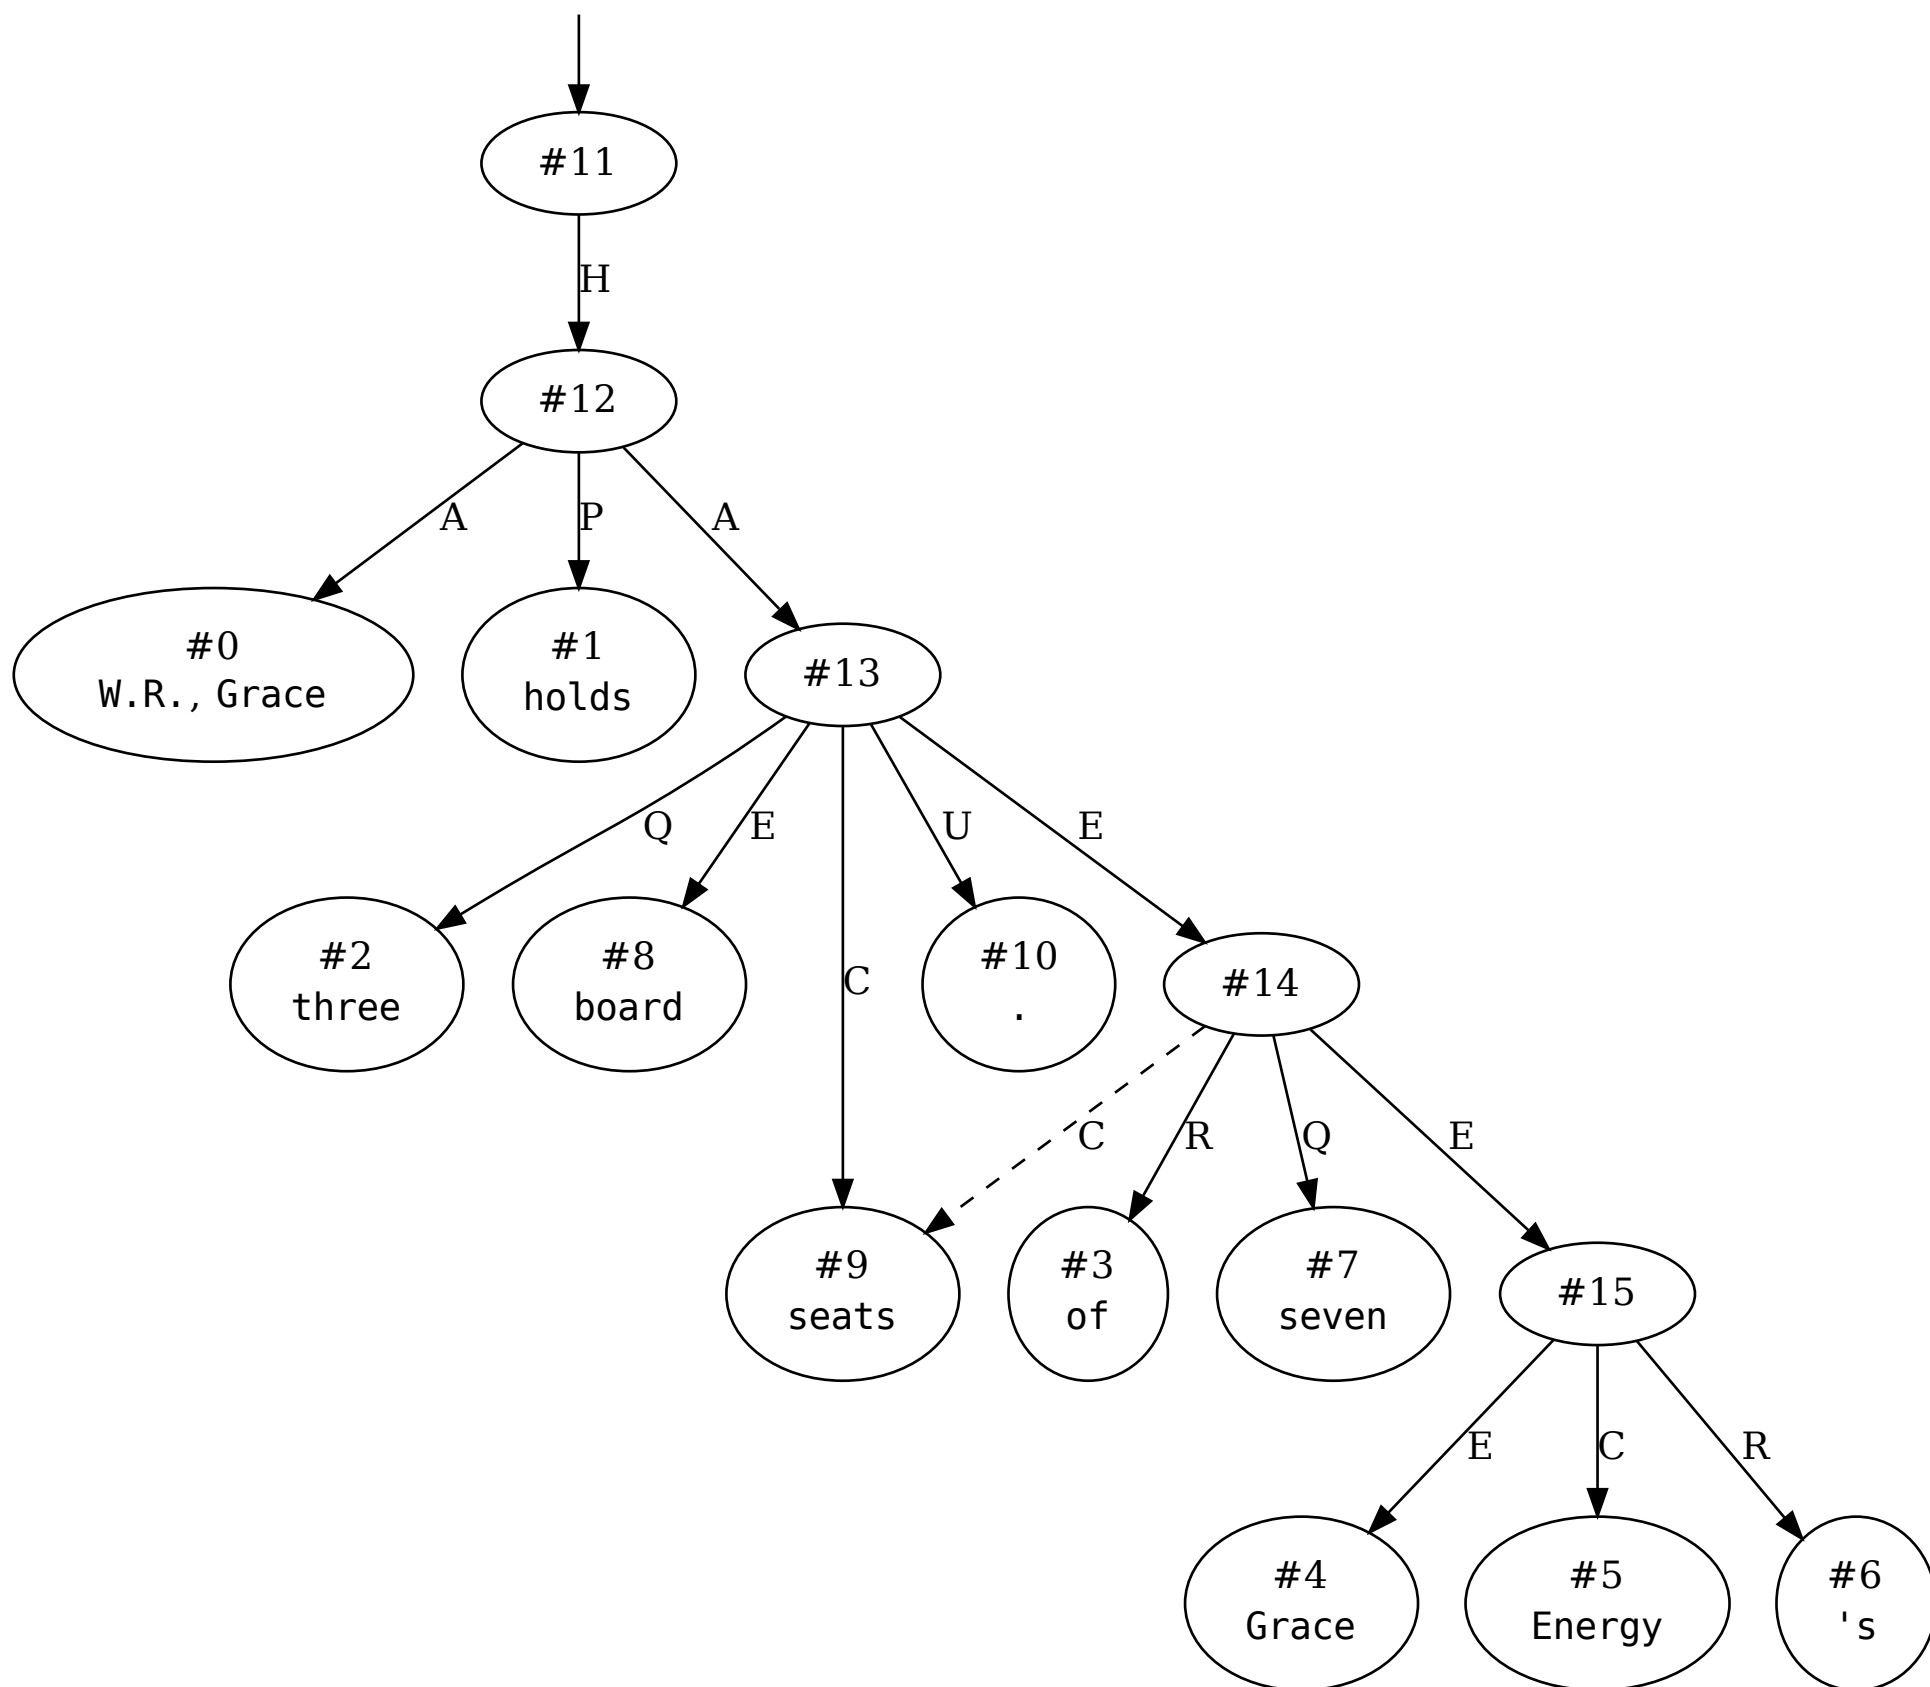 #11
H
#12
A
P
A
#0
W.R., Grace
#1
holds
#13
Q
E
C
U
E
#2
three
#8
board
#10
.
#14
C
R
Q
E
#9
seats
#3
of
#7
seven
#15
E
C
R
#4
Grace
#5
Energy
#6
's